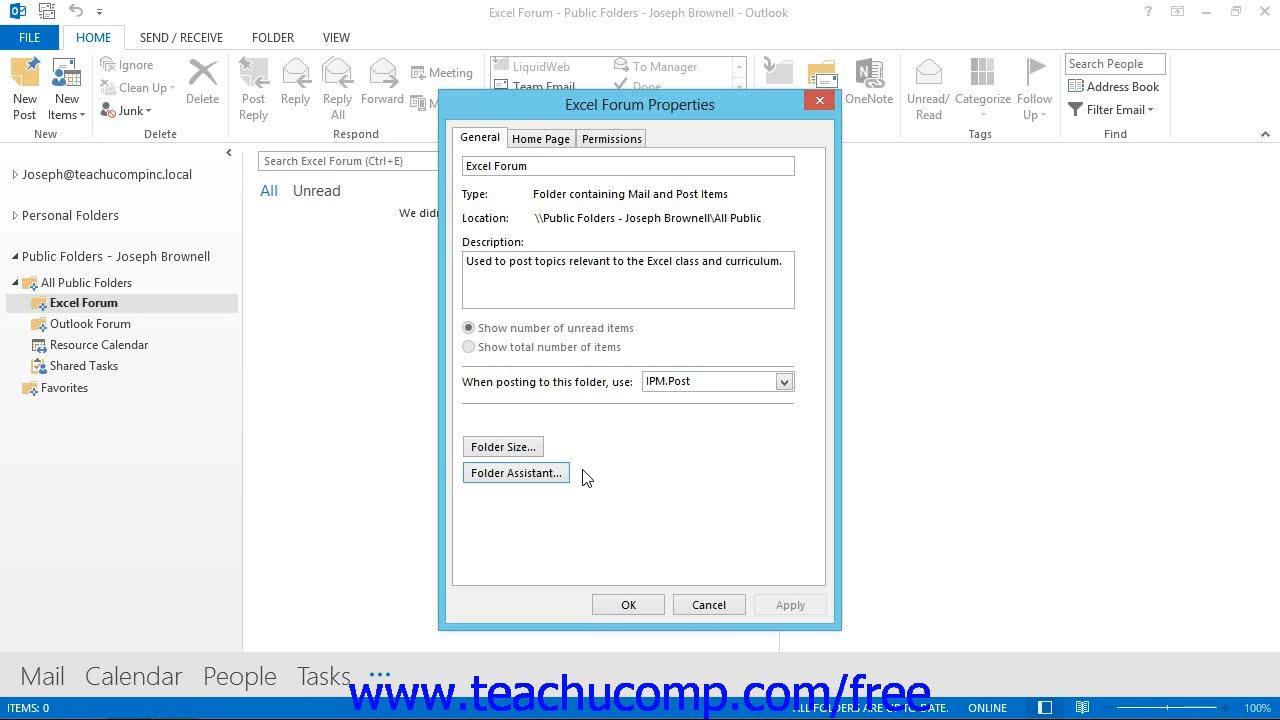 Excel Forum - Public Folders - Joseph Brownell - Outlook
?
FILE HOME SEND / RECEIVE FOLDER VIEW
New Post
New Items
New
Ignore
Clean Up
Junk
Delete
Delete
Post Reply
Reply
Reply All
Forward
Meeting
M
Respond
LiquidWeb
To Manager
Team Email
Done
OneNote
Unread/ Read
Categorize
Follow Up
Tags
Search People
Address Book
Filter Email
Find
Joseph@teachucompinc.local
Personal Folders
Public Folders - Joseph Brownell
All Public Folders
Excel Forum
Outlook Forum
Resource Calendar
Shared Tasks
Favorites
Search Excel Forum (Ctrl+E)
All Unread
We didn
Excel Forum Properties
General Home Page Permissions
Excel Forum
Type: Folder containing Mail and Post Items
Location: \\Public Folders - Joseph Brownell\All Public
Description:
Used to post topics relevant to the Excel class and curriculum.
Show number of unread items
Show total number of items
When posting to this folder, use: IPM.Post
Folder Size...
Folder Assistant...
OK Cancel Apply
Mail Calendar People Tasks ...
www.teachucomp.com/free
ITEMS: 0 ALL FOLDERS ARE UP TO DATE. ONLINE 100%